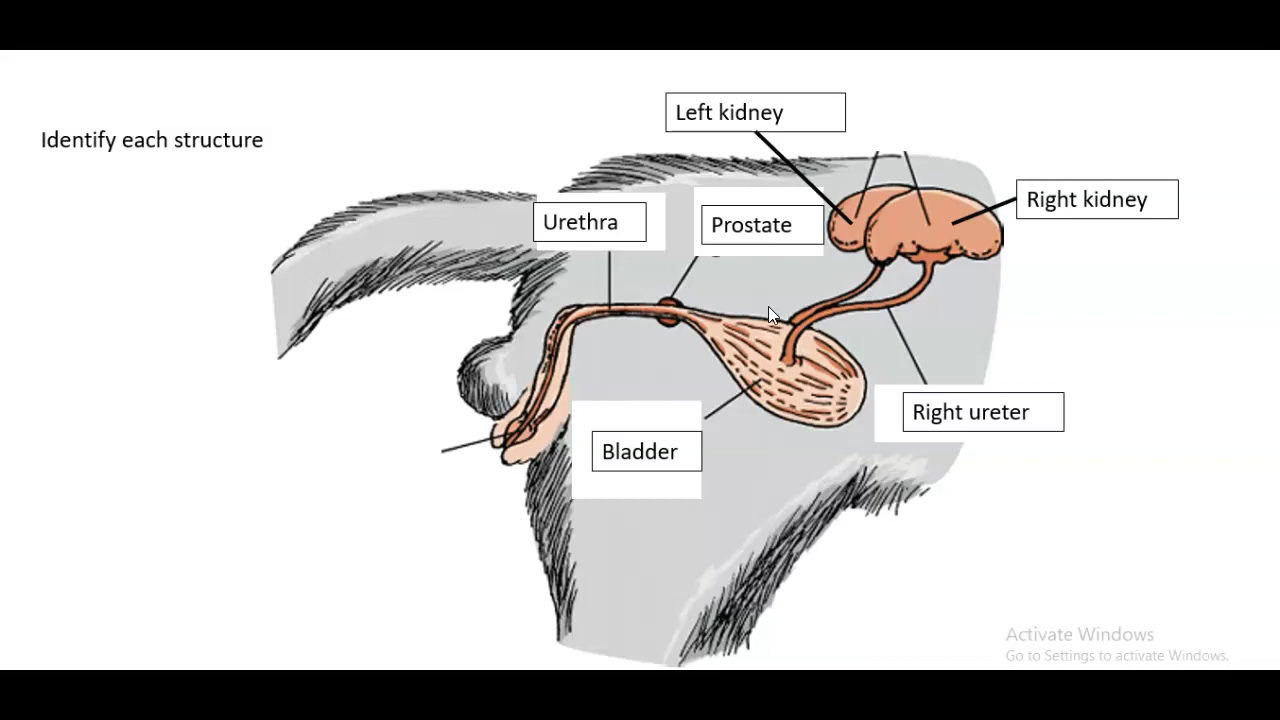 Left kidney
Identify each structure
Right kidney
Urethra
Prostate
Right ureter
Bladder
Activate Windows
Go to Settings to activate Windows.